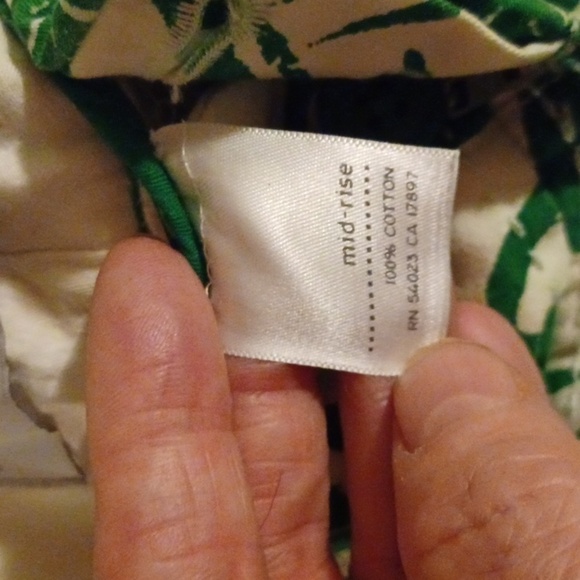 mid-rise
100% COTTON
RN 54023 CA 17897